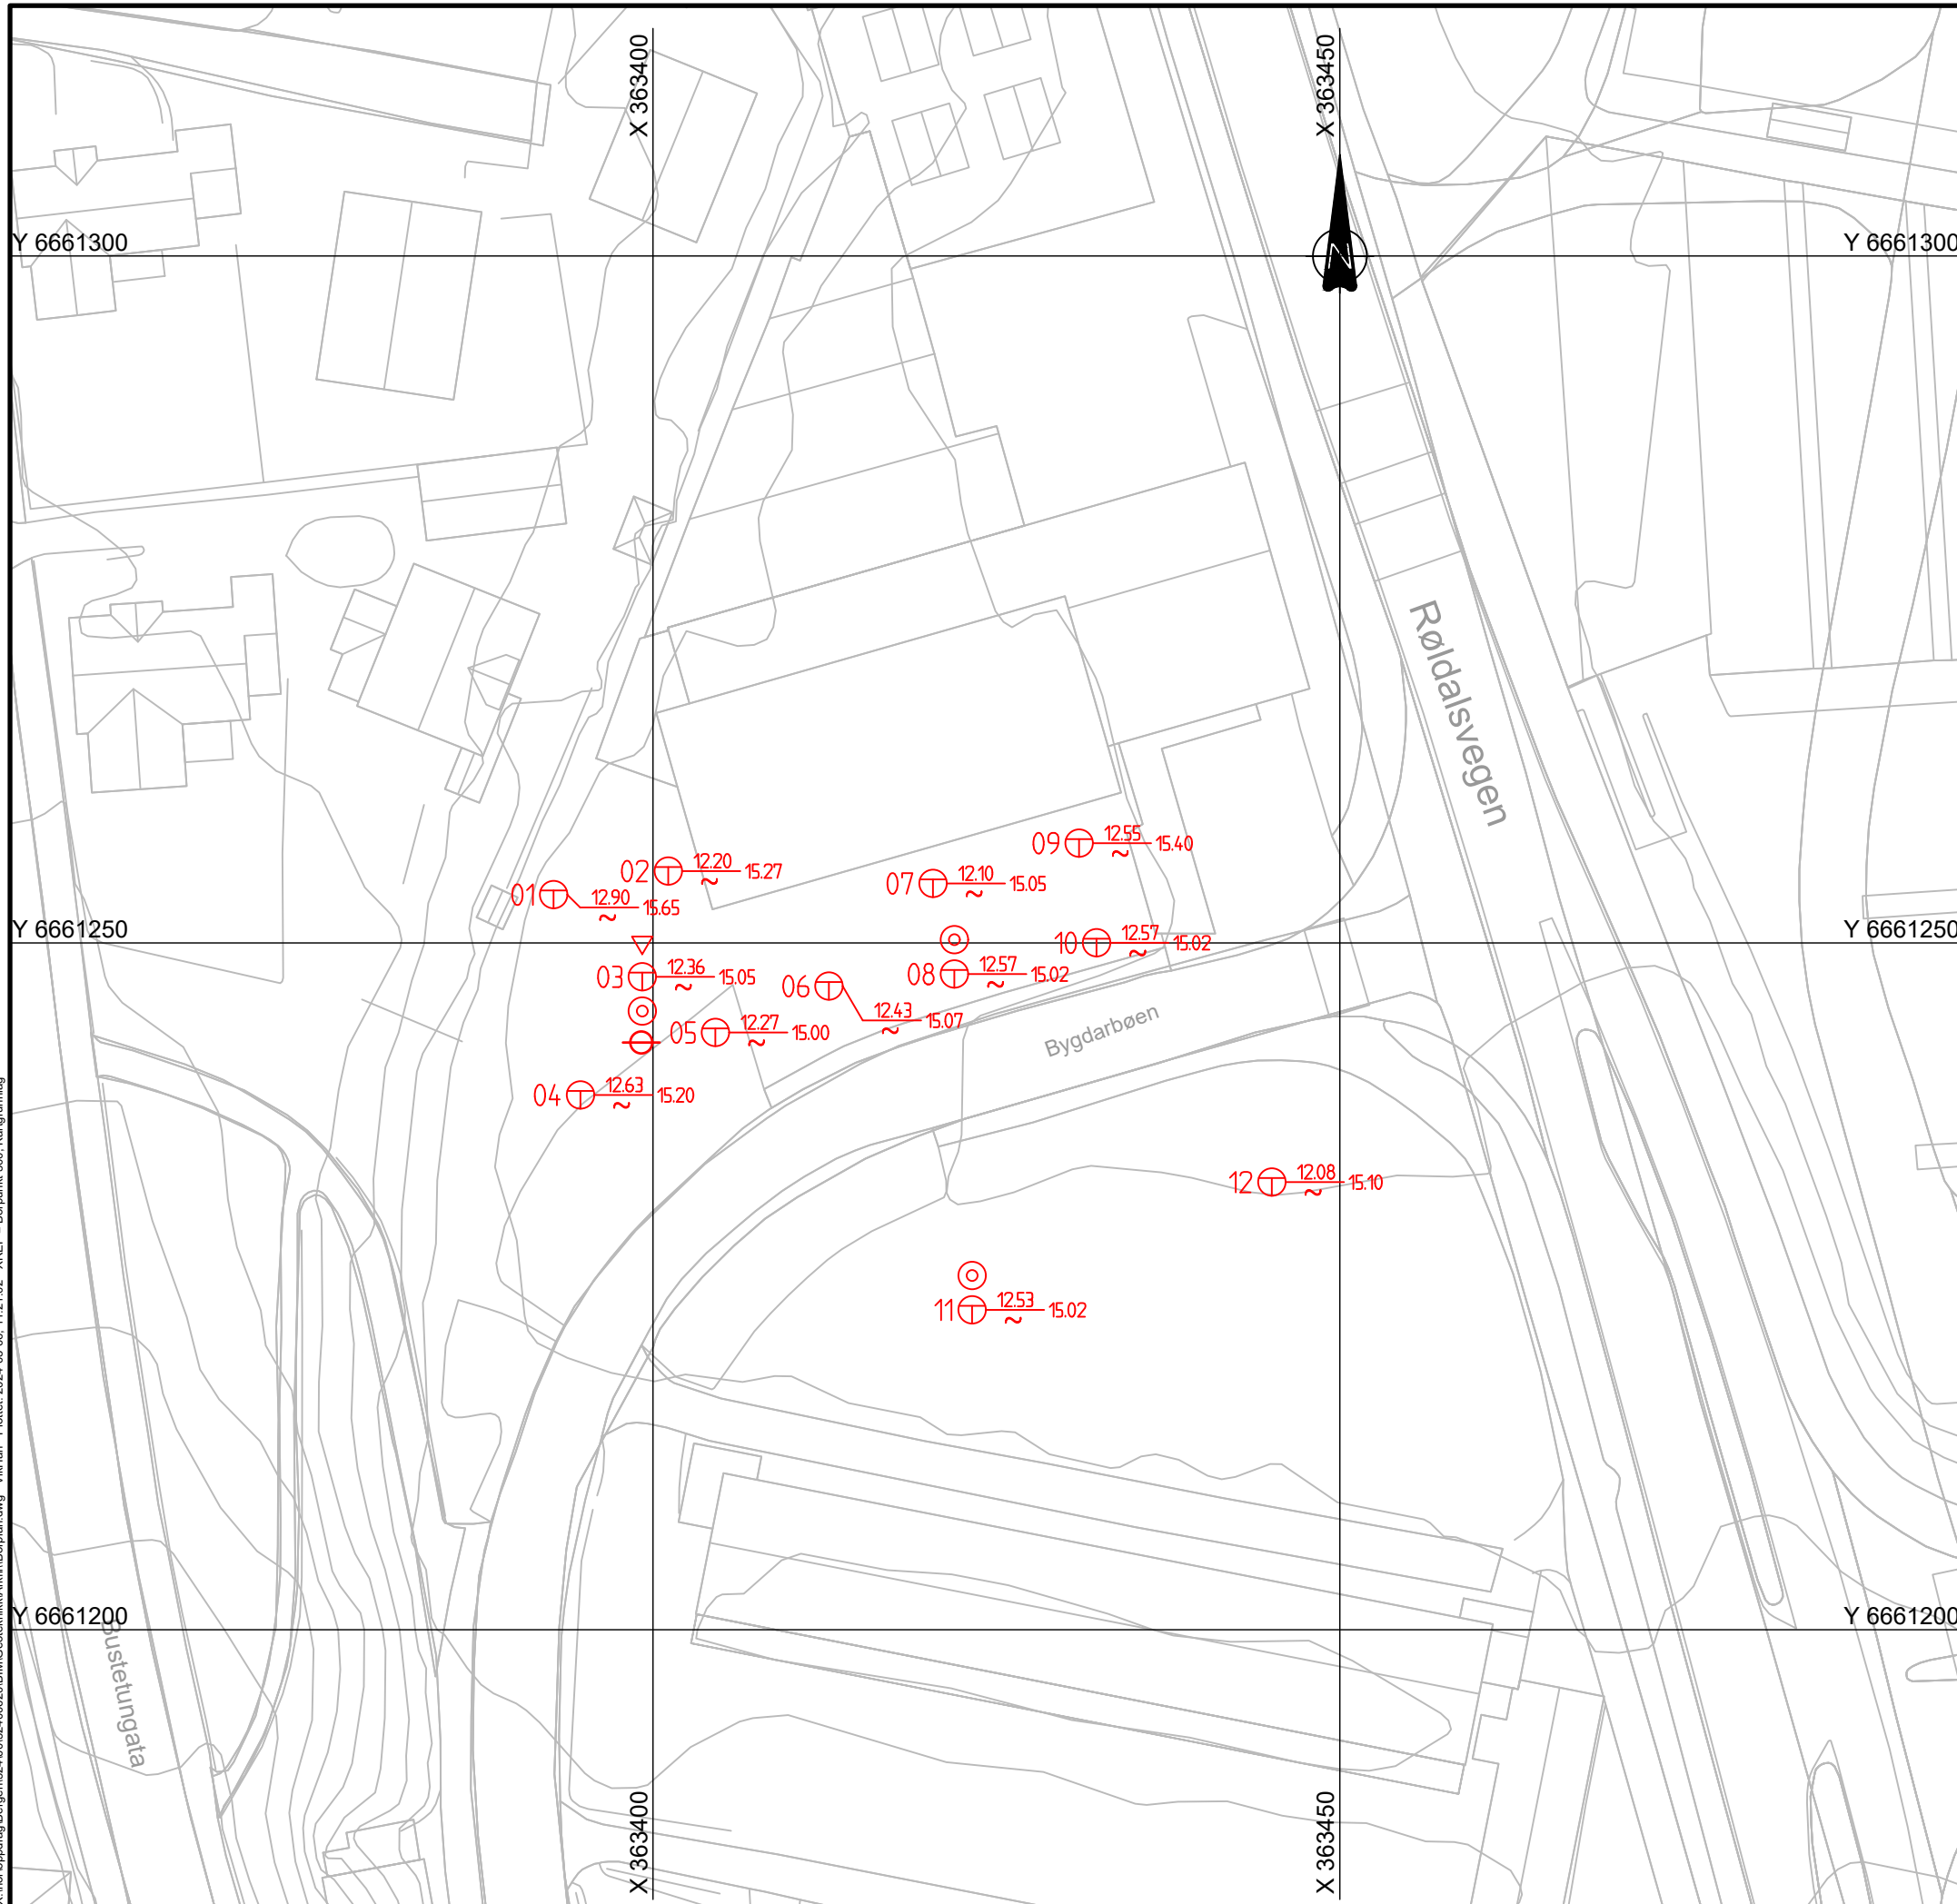 X 363400
X 363450
Y 6661300
Y 6661300
N
Røldalsvegen
09 12.55 15.40
02 12.20 15.27
07 12.10 15.05
01 12.90 15.65
Y 6661250
Y 6661250
10 12.57 15.02
03 12.36 15.05
08 12.57 15.02
06 12.43 15.07
05 12.27 15.00
Bygdarbøen
04 12.63 15.20
12 12.08 15.10
11 12.53 15.02
Y 6661200
Y 6661200
Bustetungata
X 363400
X 363450